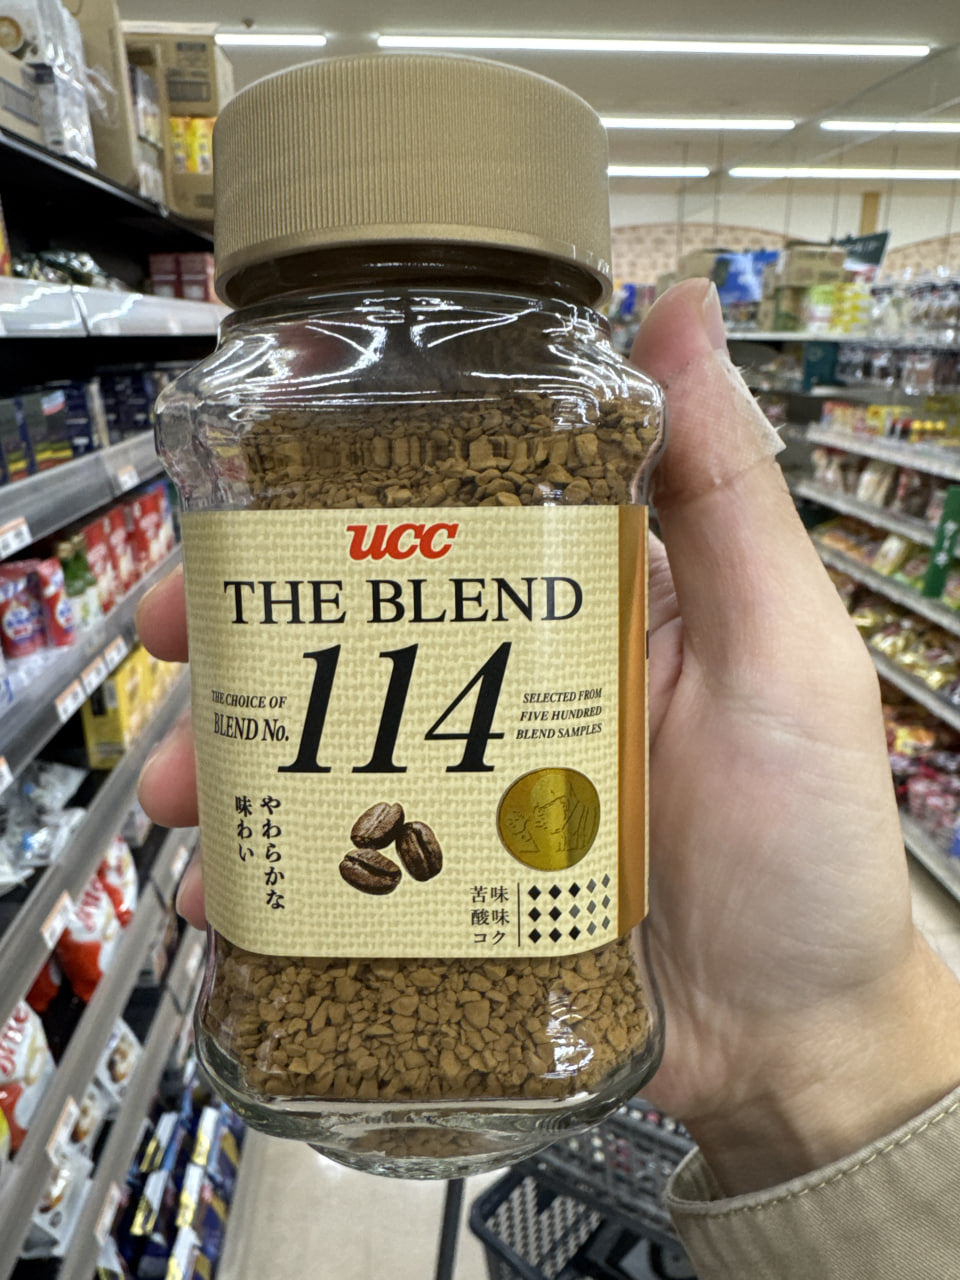 UCC
THE BLEND
114
THE CHOICE OF
BLEND No.
SELECTED FROM
FIVE HUNDRED
BLEND SAMPLES
やわらかな
味わい
苦味
酸味
コク